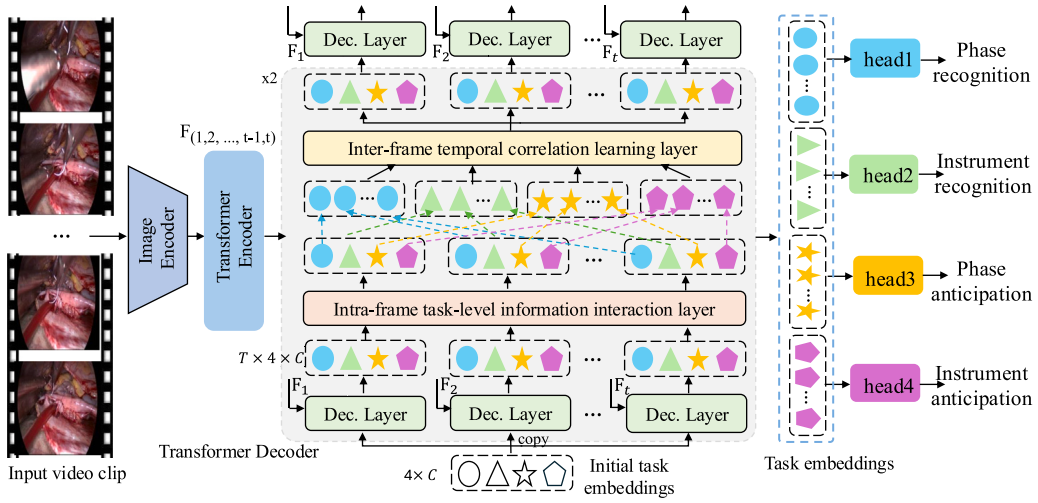 F1
Dec. Layer
F2
Dec. Layer
...
Ft
Dec. Layer
x2
...
Inter-frame temporal correlation learning layer
F(1,2, ..., t-1,t)
...
Image
Encoder
Transformer
Encoder
...
Intra-frame task-level information interaction layer
T × 4 × C
...
F1
Dec. Layer
F2
Dec. Layer
...
Ft
Dec. Layer
Transformer Decoder
copy
4× C
Initial task
embeddings
Input video clip
head1
Phase
recognition
head2
Instrument
recognition
head3
Phase
anticipation
head4
Instrument
anticipation
Task embeddings